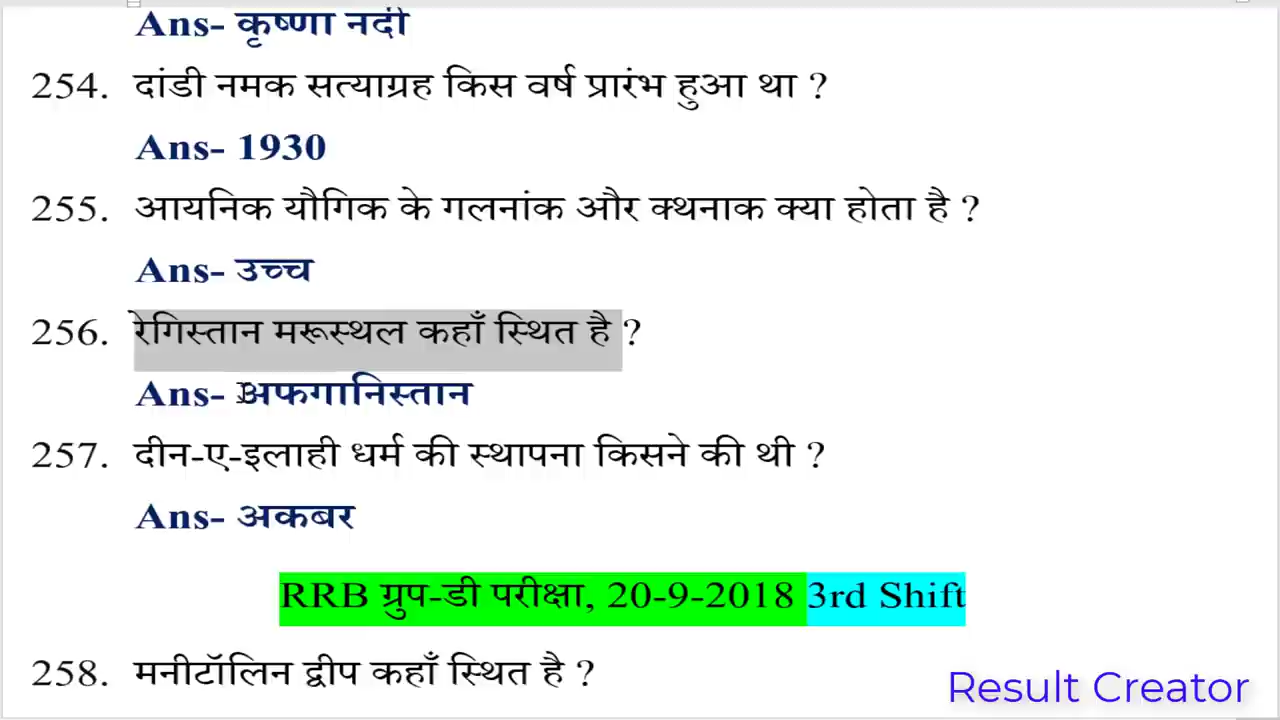 Ans- कृष्णा नदी
254. दांडी नमक सत्याग्रह किस वर्ष प्रारंभ हुआ था ?
Ans- 1930
255. आयनिक यौगिक के गलनांक और क्थनाक क्या होता है ?
Ans- उच्च
256. रेगिस्तान मरूस्थल कहाँ स्थित है ?
Ans- अफगानिस्तान
257. दीन-ए-इलाही धर्म की स्थापना किसने की थी ?
Ans- अकबर
RRB ग्रुप-डी परीक्षा, 20-9-2018 3rd Shift
258. मनीटॉलिन द्वीप कहाँ स्थित है ?
Result Creator